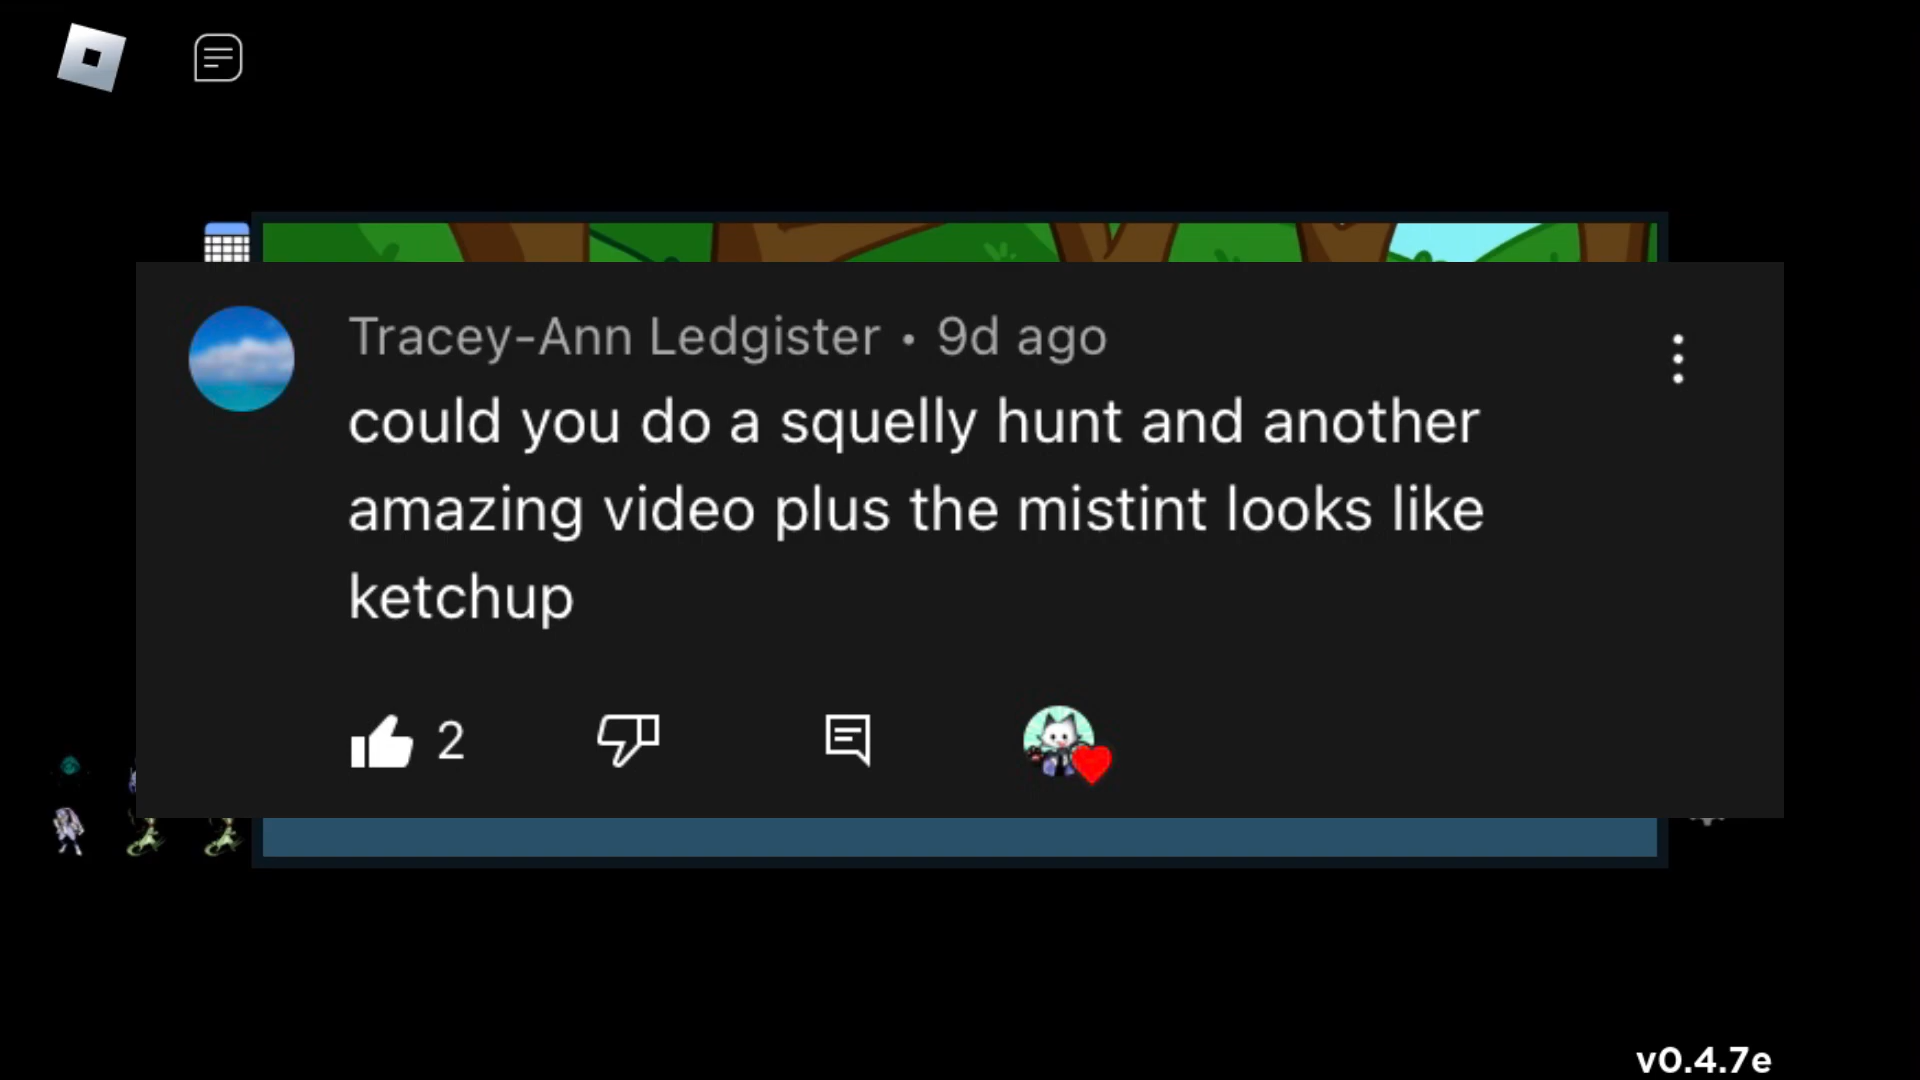 Tracey-Ann Ledgister • 9d ago
could you do a squelly hunt and another
amazing video plus the mistint looks like
ketchup
2
v0.4.7e